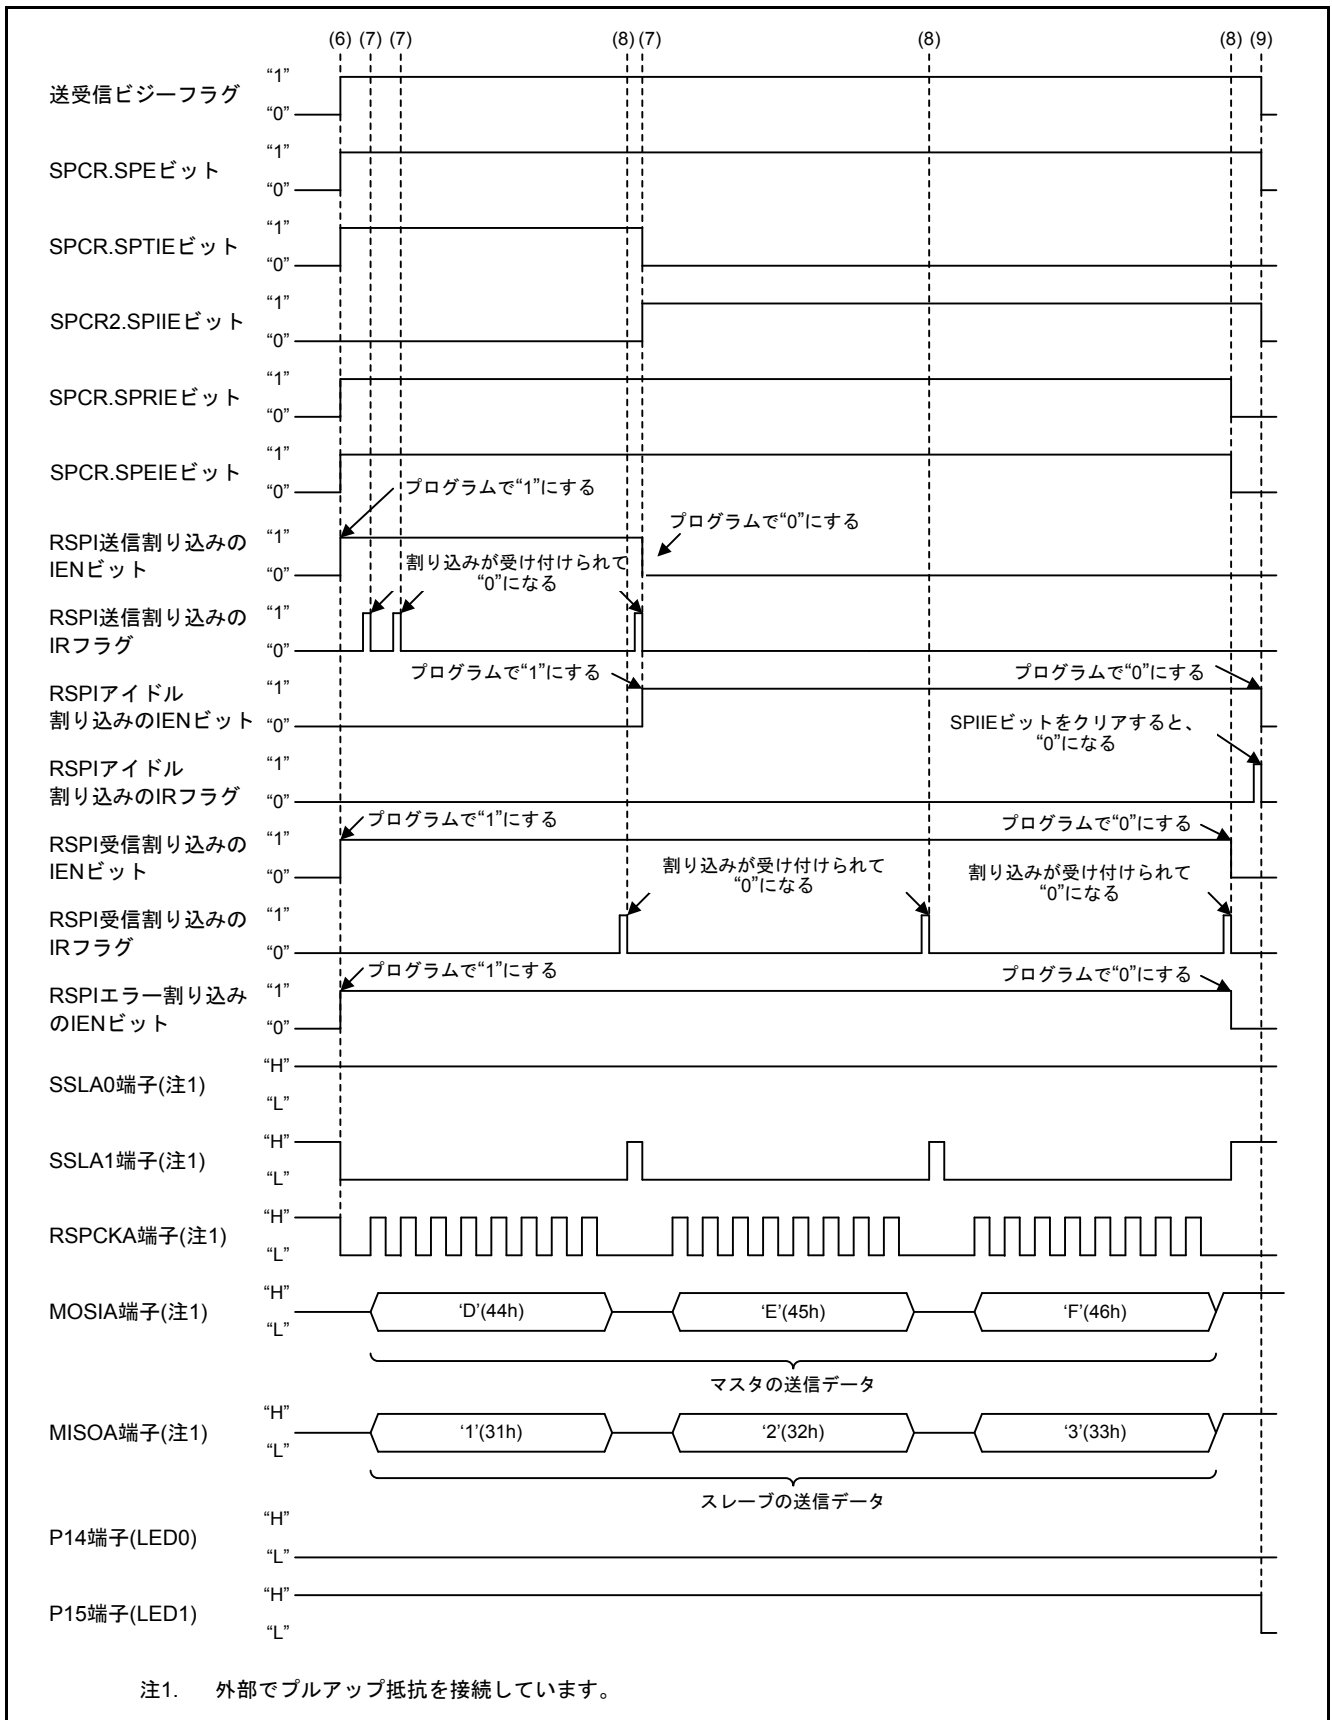 (6) (7) (7) (8) (7) (8) (8) (9)
送受信ビジーフラグ
“1”
“0”
SPCR.SPEビット
“1”
“0”
SPCR.SPTIEビット
“1”
“0”
SPCR2.SPIIEビット
“1”
“0”
SPCR.SPRIEビット
“1”
“0”
SPCR.SPEIEビット
“1”
“0”
プログラムで“1”にする
RSPI送信割り込みの
IENビット
“1”
“0”
プログラムで“0”にする
割り込みが受け付けられて
“0”になる
RSPI送信割り込みの
IRフラグ
“1”
“0”
RSPIアイドル
割り込みのIENビット
“1”
“0”
プログラムで“1”にする
プログラムで“0”にする
SPIIEビットをクリアすると、
“0”になる
RSPIアイドル
割り込みのIRフラグ
“1”
“0”
RSPI受信割り込みの
IENビット
“1”
“0”
プログラムで“1”にする
プログラムで“0”にする
割り込みが受け付けられて
“0”になる
割り込みが受け付けられて
“0”になる
RSPI受信割り込みの
IRフラグ
“1”
“0”
RSPIエラー割り込み
のIENビット
“1”
“0”
プログラムで“1”にする
プログラムで“0”にする
SSLA0端子(注1)
“H”
“L”
SSLA1端子(注1)
“H”
“L”
RSPCKA端子(注1)
“H”
“L”
MOSIA端子(注1)
“H”
“L”
‘D’(44h) ‘E’(45h) ‘F’(46h)
マスタの送信データ
MISOA端子(注1)
“H”
“L”
‘1’(31h) ‘2’(32h) ‘3’(33h)
スレーブの送信データ
P14端子(LED0)
“H”
“L”
P15端子(LED1)
“H”
“L”
注1. 外部でプルアップ抵抗を接続しています。